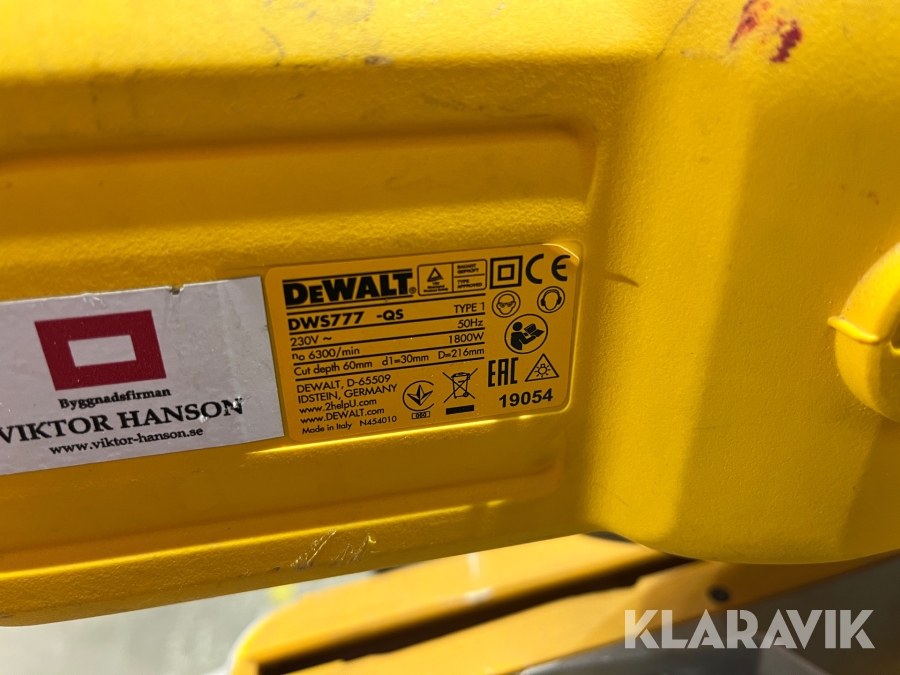 DEWALT®
DWS777 -QS TYPE 1
230V ~ 50Hz
n₀ 6300/min 1800W
Cut depth 60mm d1=30mm D=216mm
DEWALT, D-65509
IDSTEIN, GERMANY
www.2helpU.com
www.DEWALT.com
Made in Italy N454010
CE
EAC
19054
Byggnadsfirman
VIKTOR HANSON
www.viktor-hanson.se
KLARAVIK